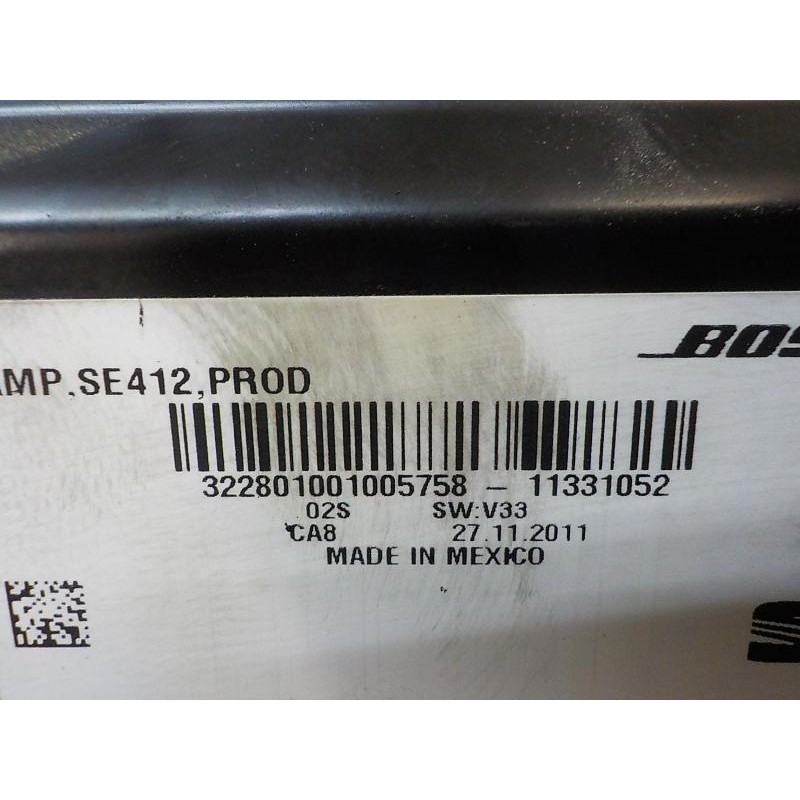 BOS
AMP,SE412,PROD
322801001005758 - 11331052
02S SW:V33
CA8 27.11.2011
MADE IN MEXICO
S